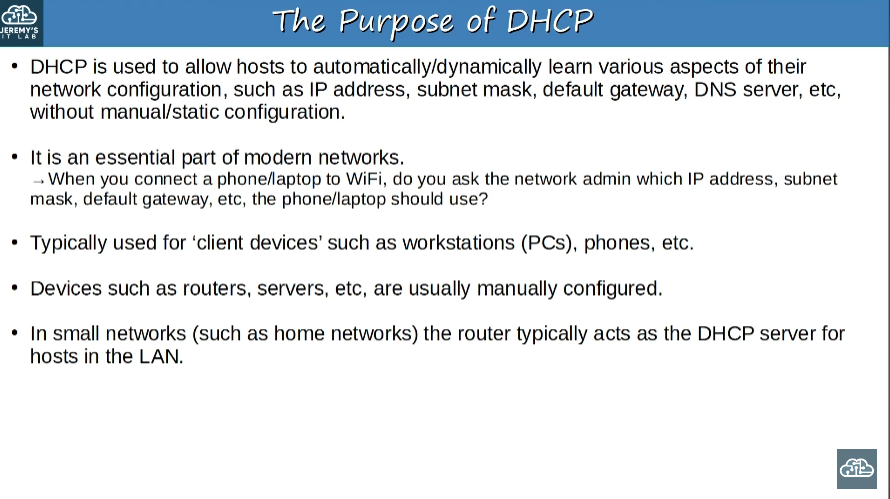 JEREMY'S
IT LAB
The Purpose of DHCP
• DHCP is used to allow hosts to automatically/dynamically learn various aspects of their
network configuration, such as IP address, subnet mask, default gateway, DNS server, etc,
without manual/static configuration.
• It is an essential part of modern networks.
→When you connect a phone/laptop to WiFi, do you ask the network admin which IP address, subnet
mask, default gateway, etc, the phone/laptop should use?
• Typically used for ‘client devices’ such as workstations (PCs), phones, etc.
• Devices such as routers, servers, etc, are usually manually configured.
• In small networks (such as home networks) the router typically acts as the DHCP server for
hosts in the LAN.